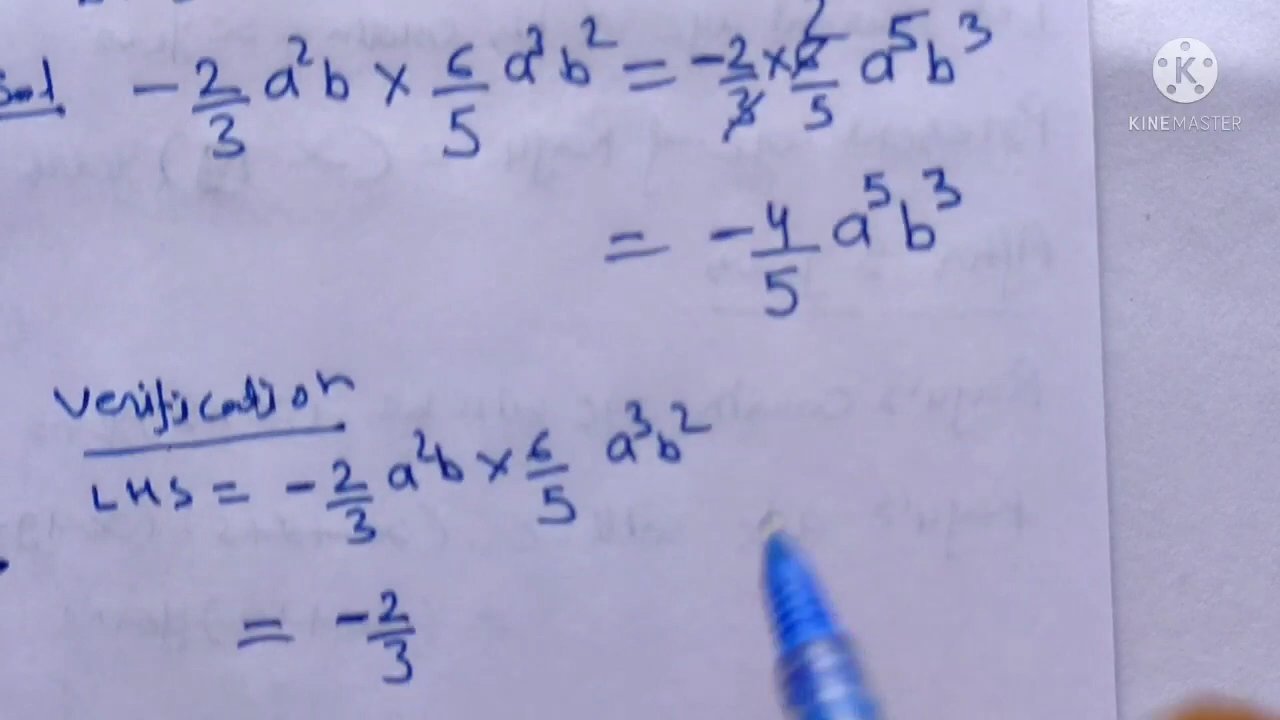 Sol -2/3 a²b × 6/5 a³b² = -2/3 × 6/5 2 a⁵b³
= -4/5 a⁵b³
Verification
LHS = -2/3 a²b × 6/5 a³b²
= -2/3
K
KINEMASTER